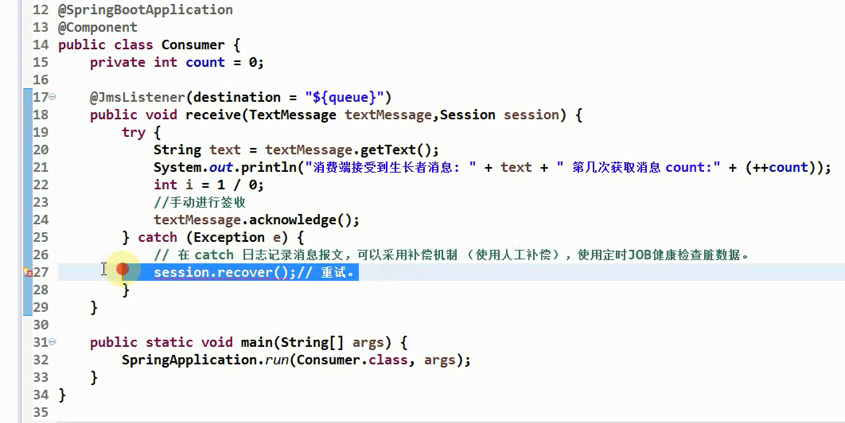 12 @SpringBootApplication
13 @Component
14 public class Consumer {
15     private int count = 0;
16
17     @JmsListener(destination = "${queue}")
18     public void receive(TextMessage textMessage,Session session) {
19         try {
20             String text = textMessage.getText();
21             System.out.println("消费端接受到生长者消息: " + text + " 第几次获取消息 count:" + (++count));
22             int i = 1 / 0;
23             //手动进行签收
24             textMessage.acknowledge();
25         } catch (Exception e) {
26             // 在 catch 日志记录消息报文，可以采用补偿机制 （使用人工补偿），使用定时JOB健康检查脏数据。
27             session.recover();// 重试。
28         }
29     }
30
31     public static void main(String[] args) {
32         SpringApplication.run(Consumer.class, args);
33     }
34 }
35